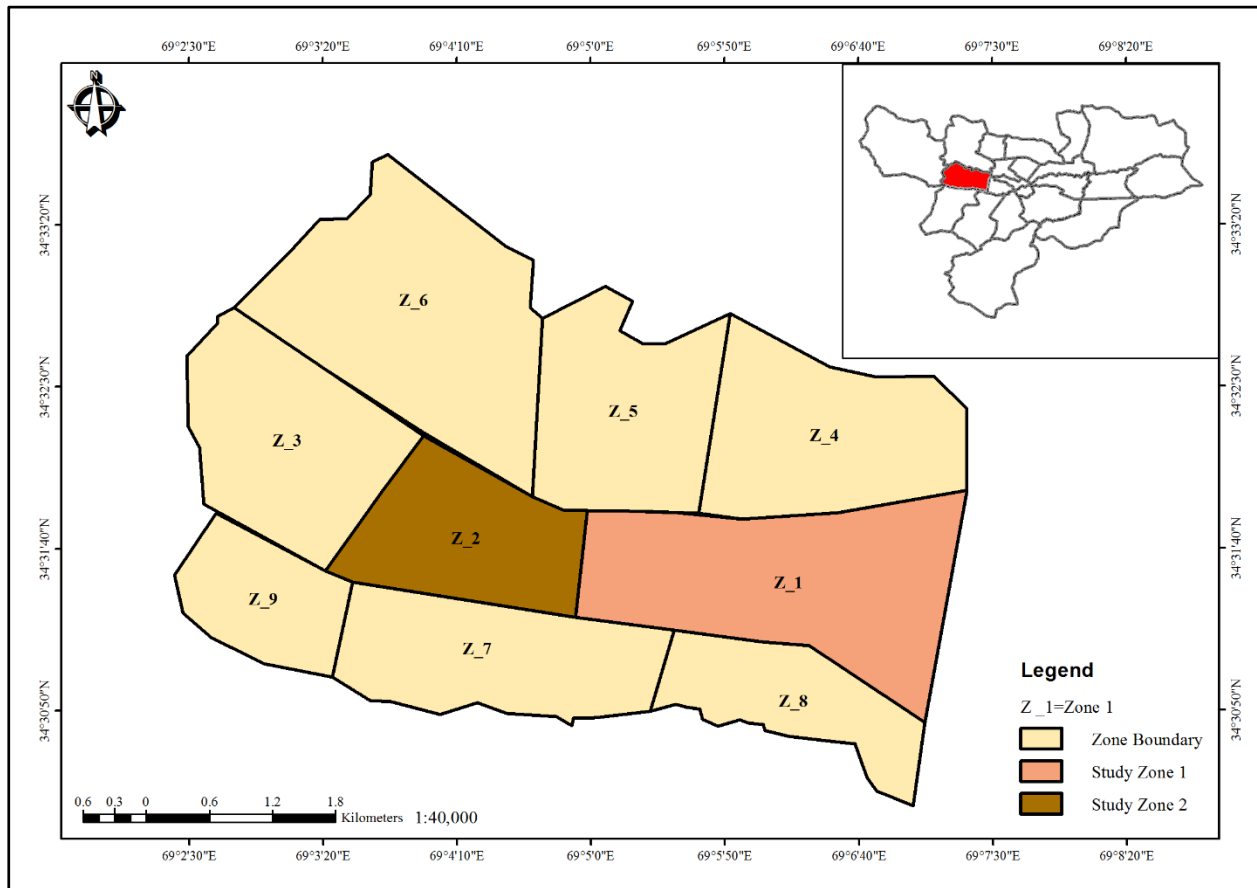 69°2'30"E 69°3'20"E 69°4'10"E 69°5'0"E 69°5'50"E 69°6'40"E 69°7'30"E 69°8'20"E
N
34°33'20"N 34°33'20"N
Z_6
34°32'30"N 34°32'30"N
Z_5
Z_4
Z_3
Z_2
34°31'40"N 34°31'40"N
Z_1
Z_9
Z_7
Z_8
34°30'50"N 34°30'50"N
Legend
Z _1=Zone 1
Zone Boundary
Study Zone 1
Study Zone 2
0.6 0.3 0 0.6 1.2 1.8
Kilometers 1:40,000
69°2'30"E 69°3'20"E 69°4'10"E 69°5'0"E 69°5'50"E 69°6'40"E 69°7'30"E 69°8'20"E